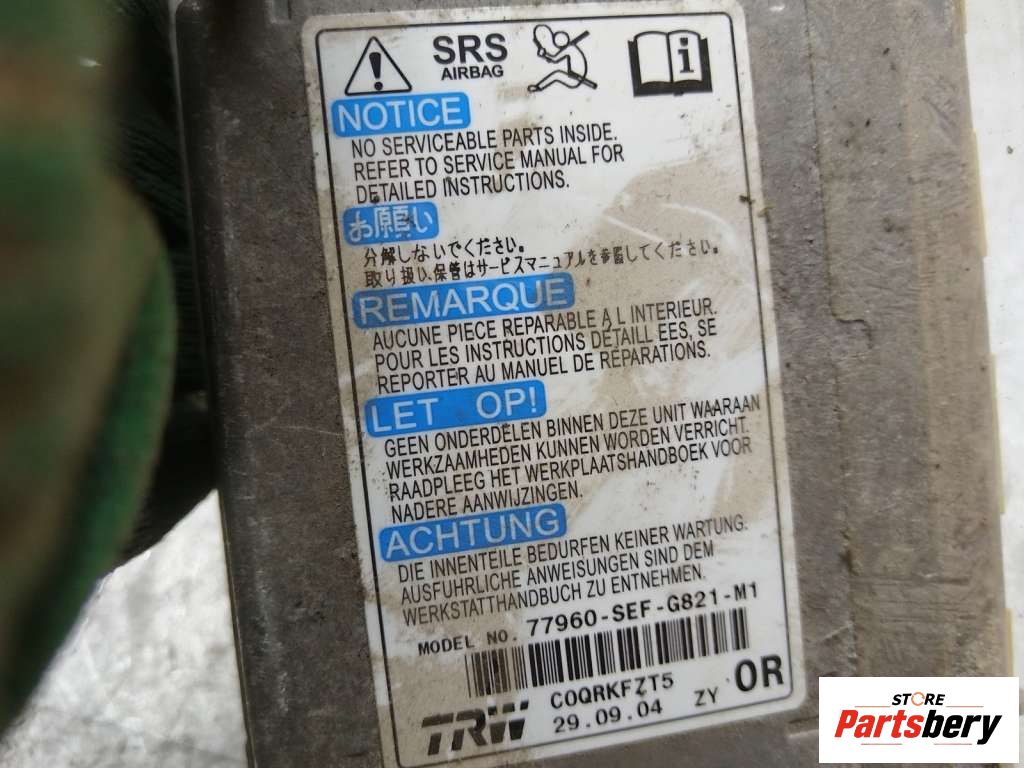 SRS
AIRBAG
NOTICE
NO SERVICEABLE PARTS INSIDE.
REFER TO SERVICE MANUAL FOR
DETAILED INSTRUCTIONS.
お願い
分解しないでください。
取り扱い、保管はサービスマニュアルを参照してください。
REMARQUE
AUCUNE PIECE REPARABLE A L INTERIEUR.
POUR LES INSTRUCTIONS DÉTAILL EES, SE
REPORTER AU MANUEL DE RÉPARATIONS.
LET OP!
GEEN ONDERDELEN BINNEN DEZE UNIT WAARAAN
WERKZAAMHEDEN KUNNEN WORDEN VERRICHT.
RAADPLEEG HET WERKPLAATSHANDBOEK VOOR
NADERE AANWIJZINGEN.
ACHTUNG
DIE INNENTEILE BEDURFEN KEINER WARTUNG.
AUSFUHRLICHE ANWEISUNGEN SIND DEM
WERKSTATTHANDBUCH ZU ENTNEHMEN.
MODEL NO. 77960-SEF-G821-M1
C0QRKFZT5
TRW 29.09.04 ZY OR
STORE
Partsbery